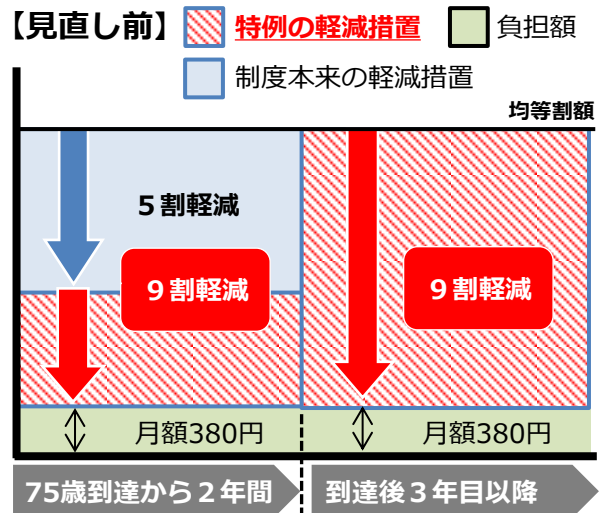 【見直し前】 特例の軽減措置 負担額
制度本来の軽減措置
均等割額
５割軽減
９割軽減 ９割軽減
月額380円 月額380円
75歳到達から２年間 到達後３年目以降